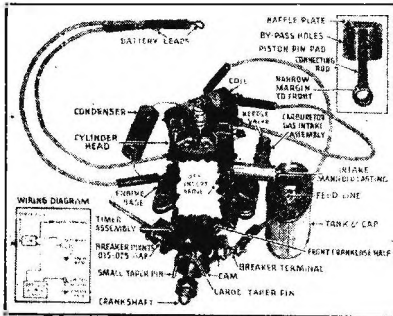 BATTERY LEADS
COIL
CONDENSER
NEEDLE VALVE
CARBURETOR
GAS INTAKE
ASSEMBLY
CYLINDER
HEAD
BAFFLE PLATE
BY-PASS HOLES
PISTON PIN PAD
CONNECTING
ROD
NARROW
MARGIN
TO FRONT
ENGINE
BASE
INTAKE
MANIFOLD CASTING
FEED LINE
TANK & CAP
WIRING DIAGRAM
TIMER
ASSEMBLY
BREAKER POINTS
FRONT CRANKCASE HALF
BREAKER TERMINAL
SMALL TAPER PIN
CAM
LARGE TAPER PIN
CRANKSHAFT